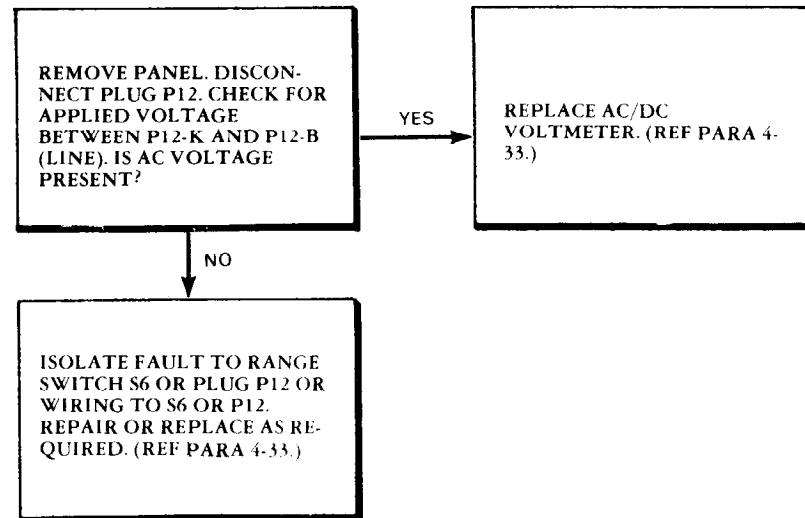 REMOVE PANEL. DISCON-
NECT PLUG P12. CHECK FOR
APPLIED VOLTAGE
BETWEEN P12-K AND P12-B
(LINE). IS AC VOLTAGE
PRESENT?
YES
REPLACE AC/DC
VOLTMETER. (REF PARA 4-
33.)
NO
ISOLATE FAULT TO RANGE
SWITCH S6 OR PLUG P12 OR
WIRING TO S6 OR P12.
REPAIR OR REPLACE AS RE-
QUIRED. (REF PARA 4-33.)